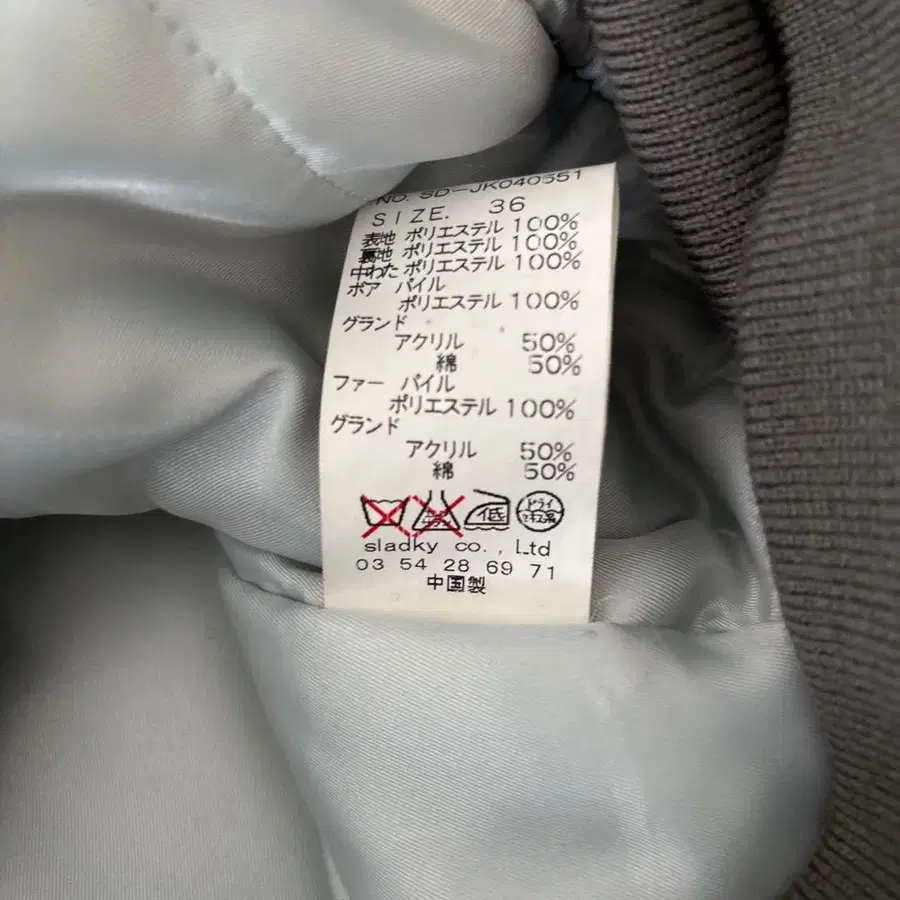 NO. SD-JK040551
SIZE. 36
表地 ポリエステル 100%
裏地 ポリエステル 100%
中わた ポリエステル 100%
ボア パイル
ポリエステル 100%
グランド
アクリル 50%
綿 50%
ファー パイル
ポリエステル 100%
グランド
アクリル 50%
綿 50%
低 ドライ
sladky co., Ltd
03 54 28 69 71
中国製